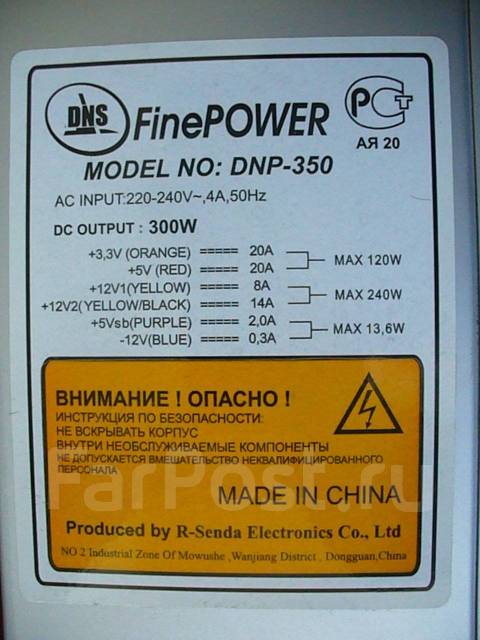 DNS
FinePOWER
РСТ
АЯ 20
MODEL NO: DNP-350
AC INPUT:220-240V~,4A,50Hz
DC OUTPUT : 300W
+3,3V (ORANGE) ===== 20A
+5V (RED) ===== 20A
MAX 120W
+12V1(YELLOW) ===== 8A
+12V2(YELLOW/BLACK) ===== 14A
MAX 240W
+5Vsb(PURPLE) ===== 2,0A
-12V(BLUE) ===== 0,3A
MAX 13,6W
ВНИМАНИЕ ! ОПАСНО !
ИНСТРУКЦИЯ ПО БЕЗОПАСНОСТИ:
НЕ ВСКРЫВАТЬ КОРПУС
ВНУТРИ НЕОБСЛУЖИВАЕМЫЕ КОМПОНЕНТЫ
НЕ ДОПУСКАЕТСЯ ВМЕШАТЕЛЬСТВО НЕКВАЛИФИЦИРОВАННОГО
ПЕРСОНАЛА
FarPost.ru
MADE IN CHINA
Produced by R-Senda Electronics Co., Ltd
NO 2 Industrial Zone Of Mowushe ,Wanjiang District , Dongguan,China